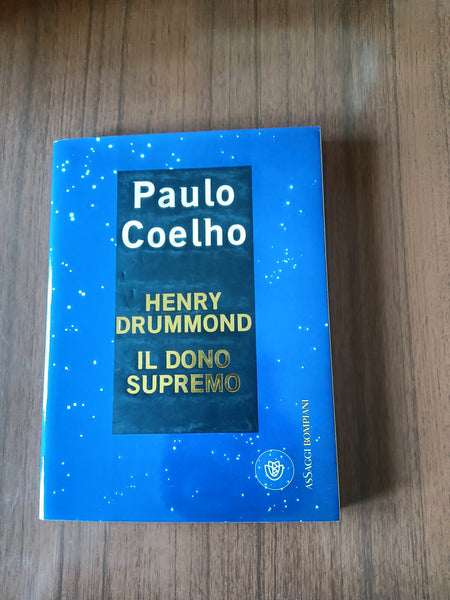 Paulo
Coelho
HENRY
DRUMMOND
IL DONO
SUPREMO
ASSAGGI BOMPIANI